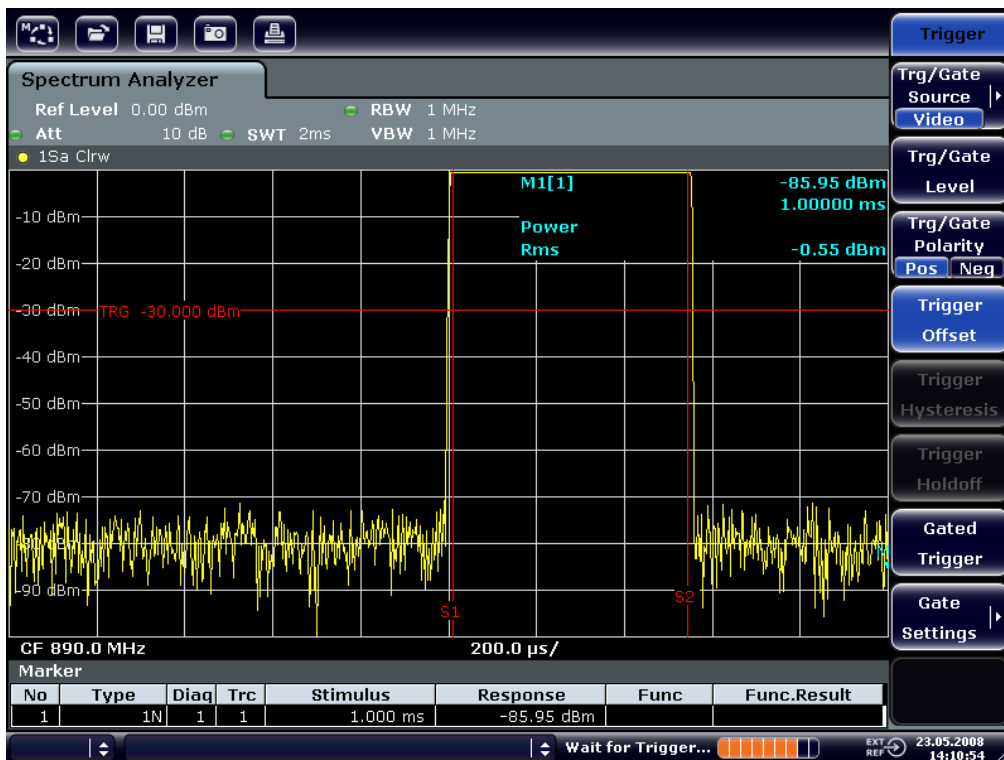 Trigger
Spectrum Analyzer
Ref Level 0.00 dBm RBW 1 MHz
Att 10 dB SWT 2ms VBW 1 MHz
1Sa Clrw
M1[1] -85.95 dBm
1.00000 ms
Power
Rms -0.55 dBm
-10 dBm
-20 dBm
-30 dBm
TRG -30.000 dBm
-40 dBm
-50 dBm
-60 dBm
-70 dBm
-90 dBm
S1
S2
CF 890.0 MHz 200.0 µs/
Marker
No Type Diaq Trc Stimulus Response Func Func.Result
1 1N 1 1 1.000 ms -85.95 dBm
Wait for Trigger...
EXT
REF
23.05.2008
14:10:54
Trg/Gate
Source
Video
Trg/Gate
Level
Trg/Gate
Polarity
Pos Neg
Trigger
Offset
Trigger
Hysteresis
Trigger
Holdoff
Gated
Trigger
Gate
Settings